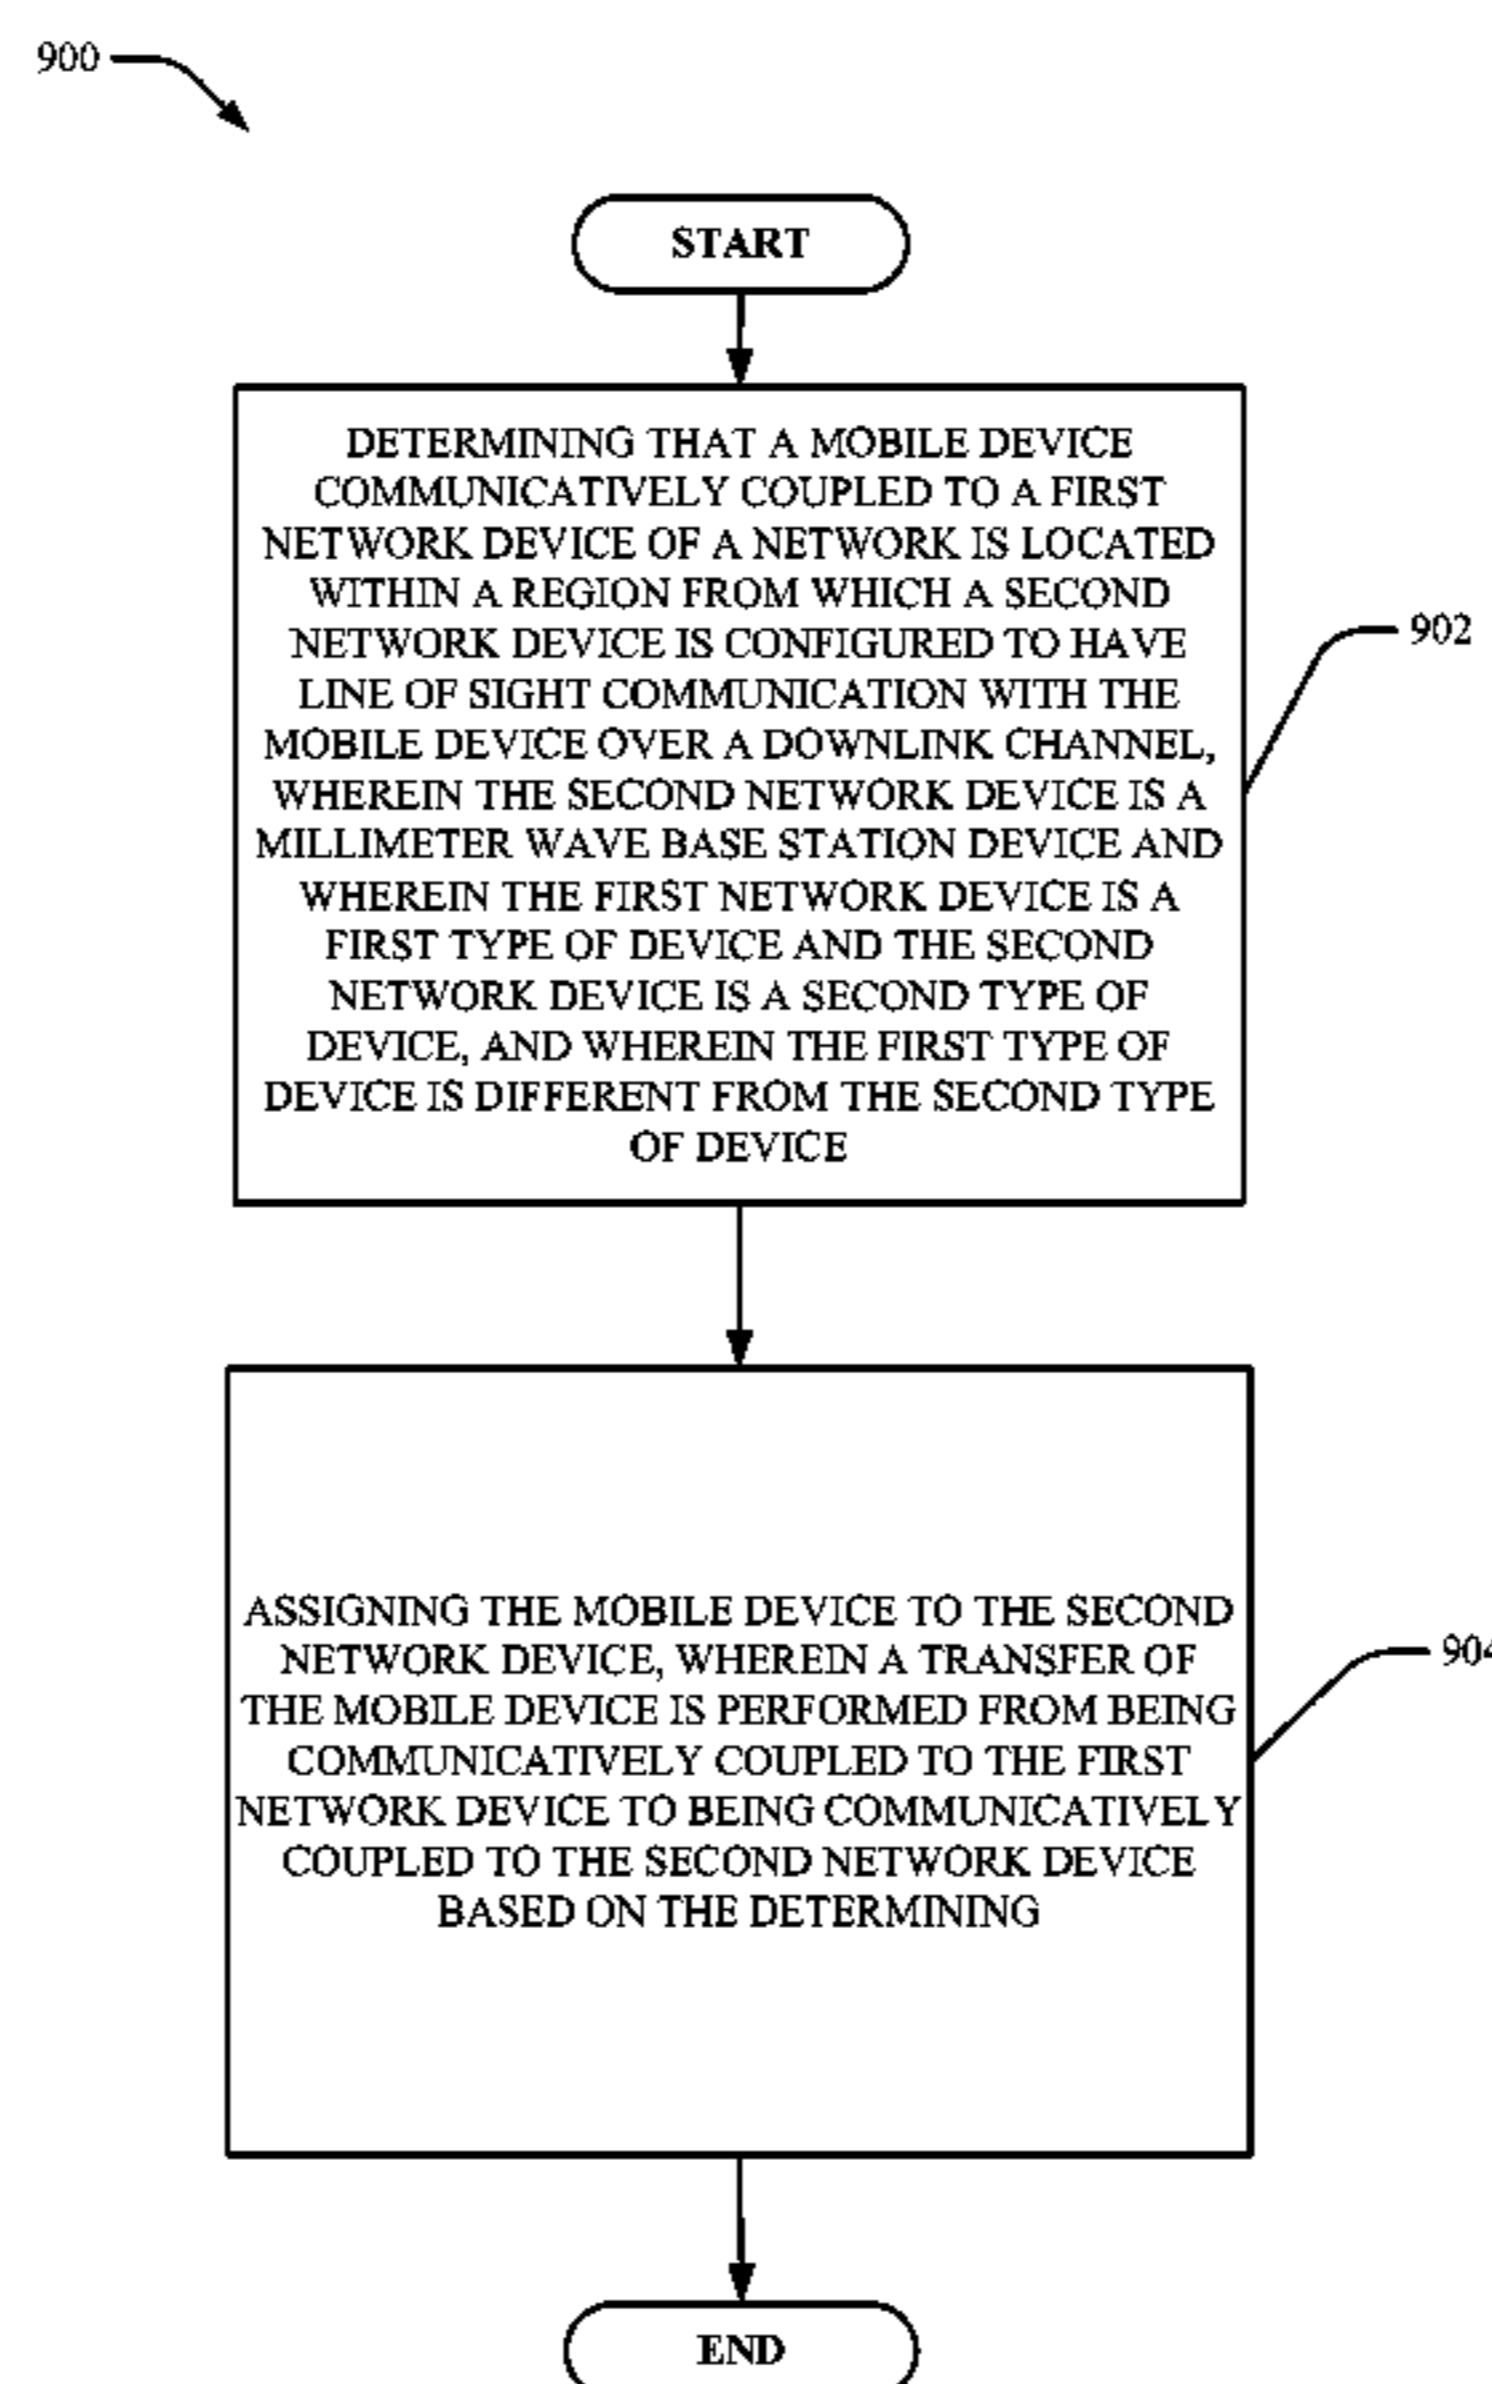 900
START
DETERMINING THAT A MOBILE DEVICE
COMMUNICATIVELY COUPLED TO A FIRST
NETWORK DEVICE OF A NETWORK IS LOCATED
WITHIN A REGION FROM WHICH A SECOND
NETWORK DEVICE IS CONFIGURED TO HAVE
LINE OF SIGHT COMMUNICATION WITH THE
MOBILE DEVICE OVER A DOWNLINK CHANNEL,
WHEREIN THE SECOND NETWORK DEVICE IS A
MILLIMETER WAVE BASE STATION DEVICE AND
WHEREIN THE FIRST NETWORK DEVICE IS A
FIRST TYPE OF DEVICE AND THE SECOND
NETWORK DEVICE IS A SECOND TYPE OF
DEVICE, AND WHEREIN THE FIRST TYPE OF
DEVICE IS DIFFERENT FROM THE SECOND TYPE
OF DEVICE
902
ASSIGNING THE MOBILE DEVICE TO THE SECOND
NETWORK DEVICE, WHEREIN A TRANSFER OF
THE MOBILE DEVICE IS PERFORMED FROM BEING
COMMUNICATIVELY COUPLED TO THE FIRST
NETWORK DEVICE TO BEING COMMUNICATIVELY
COUPLED TO THE SECOND NETWORK DEVICE
BASED ON THE DETERMINING
904
END